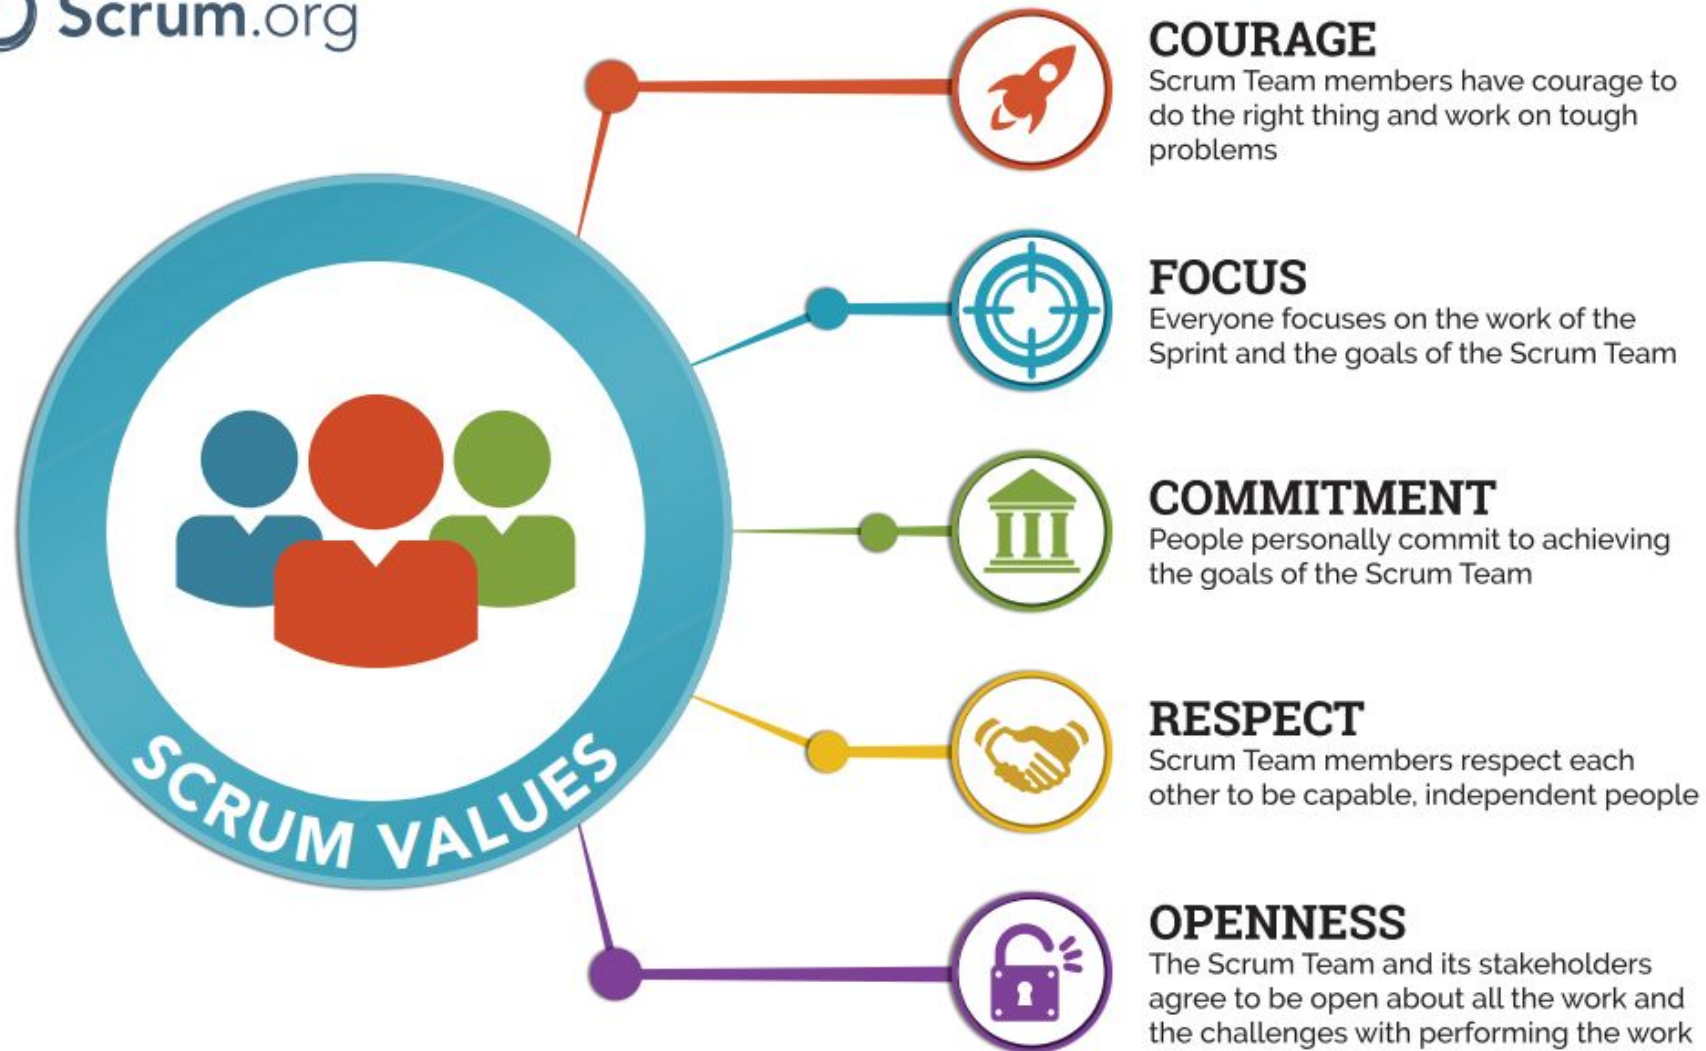 Scrum.org
COURAGE
Scrum Team members have courage to
do the right thing and work on tough
problems
FOCUS
Everyone focuses on the work of the
Sprint and the goals of the Scrum Team
COMMITMENT
People personally commit to achieving
the goals of the Scrum Team
RESPECT
Scrum Team members respect each
other to be capable, independent people
OPENNESS
The Scrum Team and its stakeholders
agree to be open about all the work and
the challenges with performing the work
SCRUM VALUES